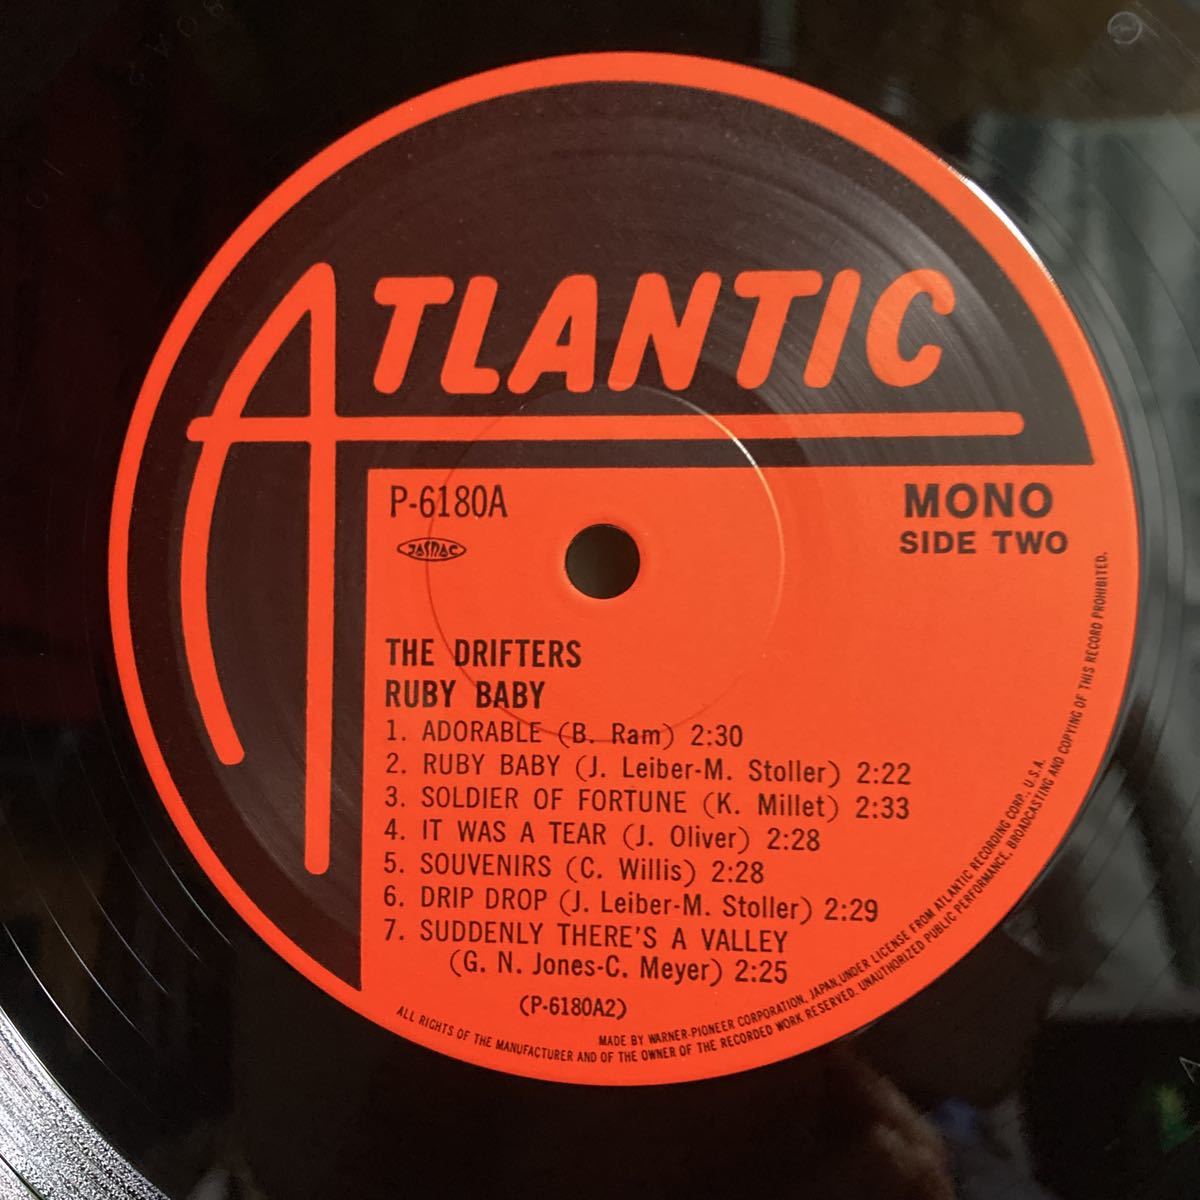 ATLANTIC
P-6180A
MONO
JASRAC
SIDE TWO
THE DRIFTERS
RUBY BABY
1. ADORABLE (B. Ram) 2:30
2. RUBY BABY (J. Leiber-M. Stoller) 2:22
3. SOLDIER OF FORTUNE (K. Millet) 2:33
4. IT WAS A TEAR (J. Oliver) 2:28
5. SOUVENIRS (C. Willis) 2:28
6. DRIP DROP (J. Leiber-M. Stoller) 2:29
7. SUDDENLY THERE'S A VALLEY
(G. N. Jones-C. Meyer) 2:25
(P-6180A2)
MADE BY WARNER-PIONEER CORPORATION, JAPAN, UNDER LICENSE FROM ATLANTIC RECORDING CORP., U.S.A.
ALL RIGHTS OF THE MANUFACTURER AND OF THE OWNER OF THE RECORDED WORK RESERVED. UNAUTHORIZED PUBLIC PERFORMANCE, BROADCASTING AND COPYING OF THIS RECORD PROHIBITED.